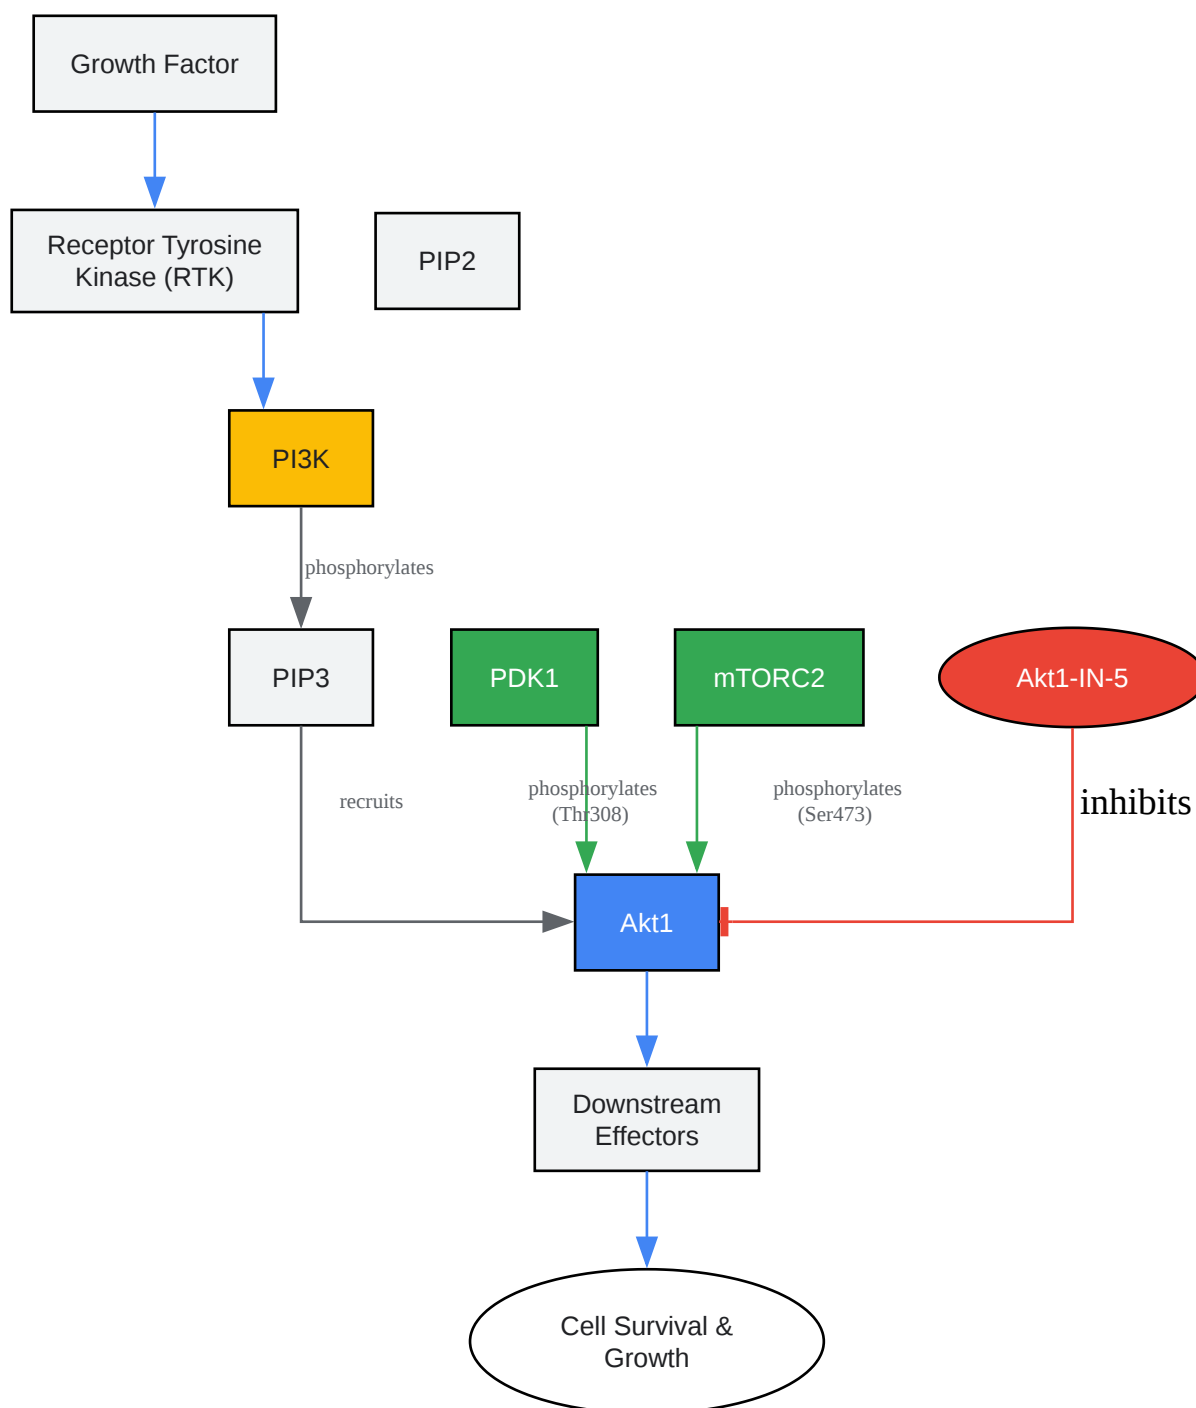 Growth Factor
Receptor Tyrosine
Kinase (RTK)
PIP2
PI3K
phosphorylates
PIP3
PDK1
mTORC2
Akt1-IN-5
recruits
phosphorylates
(Thr308)
phosphorylates
(Ser473)
inhibits
Akt1
Downstream
Effectors
Cell Survival &
Growth